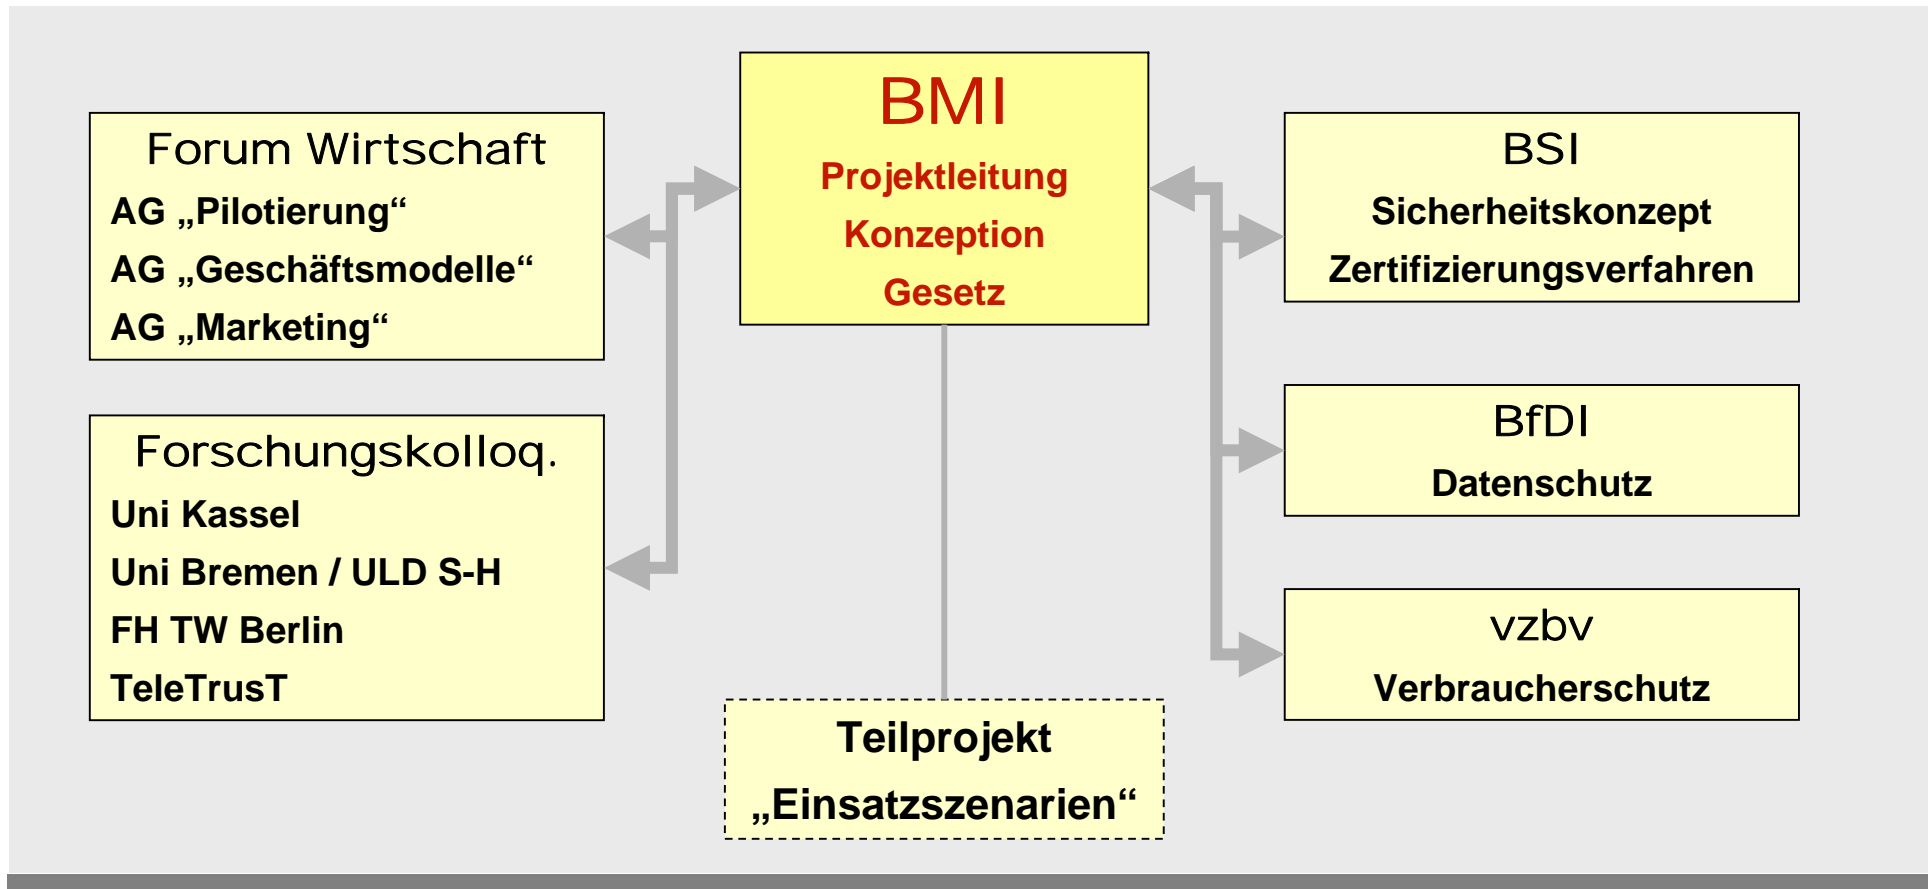 Forum Wirtschaft
AG „Pilotierung“
AG „Geschäftsmodelle“
AG „Marketing“
Forschungskolloq.
Uni Kassel
Uni Bremen / ULD S-H
FH TW Berlin
TeleTrusT
BMI
Projektleitung
Konzeption
Gesetz
Teilprojekt
„Einsatzszenarien“
BSI
Sicherheitskonzept
Zertifizierungsverfahren
BfDI
Datenschutz
vzbv
Verbraucherschutz